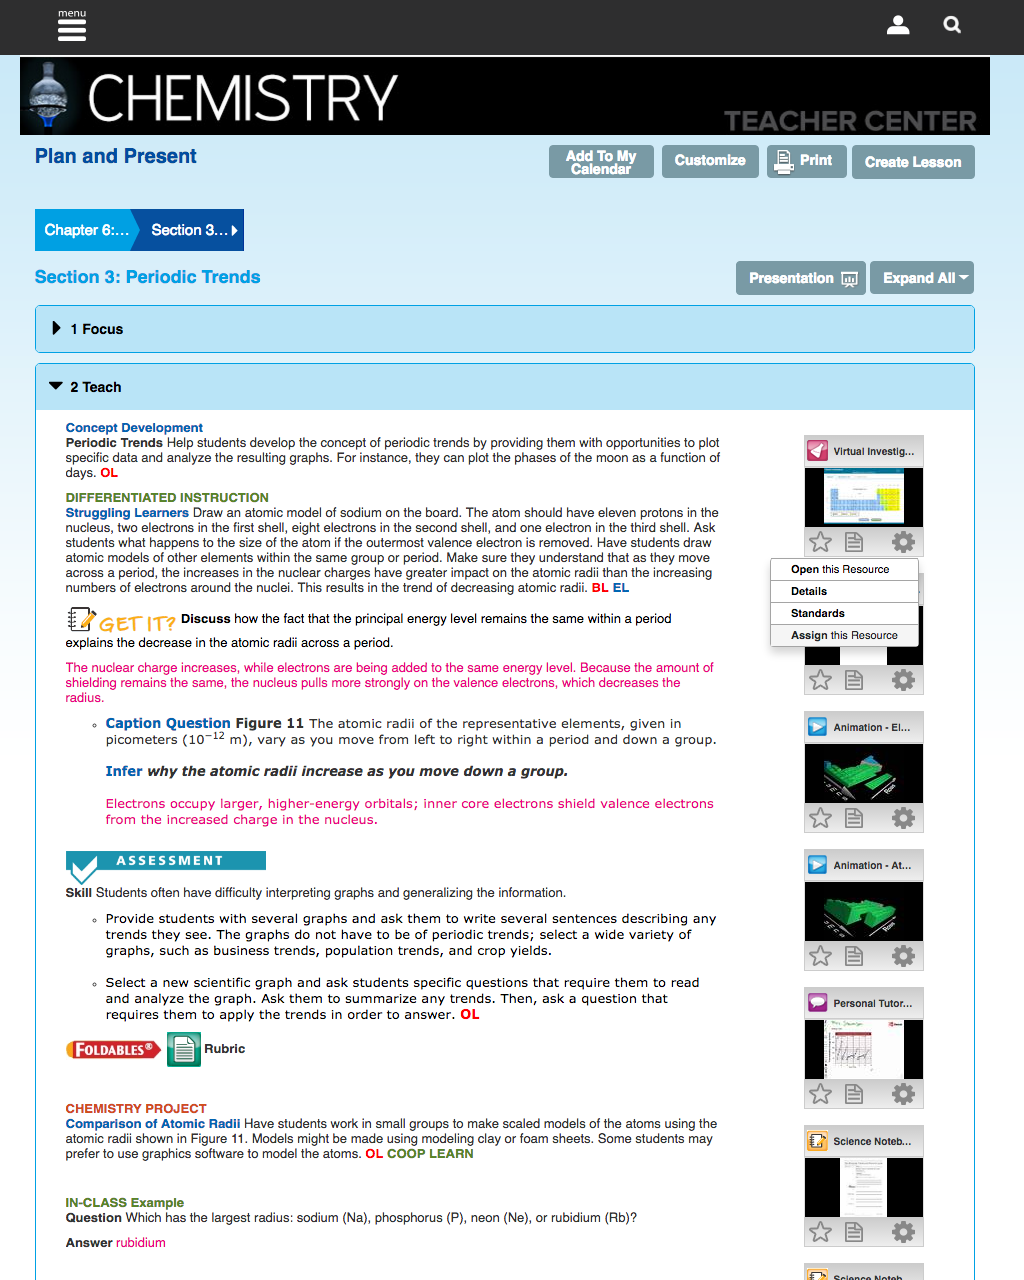 menu
CHEMISTRY
TEACHER CENTER
Plan and Present
Add To My
Calendar
Customize
Print
Create Lesson
Chapter 6:...
Section 3...
Section 3: Periodic Trends
Presentation
Expand All
1 Focus
2 Teach
Concept Development
Periodic Trends Help students develop the concept of periodic trends by providing them with opportunities to plot
specific data and analyze the resulting graphs. For instance, they can plot the phases of the moon as a function of
days. OL
DIFFERENTIATED INSTRUCTION
Struggling Learners Draw an atomic model of sodium on the board. The atom should have eleven protons in the
nucleus, two electrons in the first shell, eight electrons in the second shell, and one electron in the third shell. Ask
students what happens to the size of the atom if the outermost valence electron is removed. Have students draw
atomic models of other elements within the same group or period. Make sure they understand that as they move
across a period, the increases in the nuclear charges have greater impact on the atomic radii than the increasing
numbers of electrons around the nuclei. This results in the trend of decreasing atomic radii. BL EL
GET IT? Discuss how the fact that the principal energy level remains the same within a period
explains the decrease in the atomic radii across a period.
The nuclear charge increases, while electrons are being added to the same energy level. Because the amount of
shielding remains the same, the nucleus pulls more strongly on the valence electrons, which decreases the
radius.
Caption Question Figure 11 The atomic radii of the representative elements, given in
picometers (10⁻¹² m), vary as you move from left to right within a period and down a group.
Infer why the atomic radii increase as you move down a group.
Electrons occupy larger, higher-energy orbitals; inner core electrons shield valence electrons
from the increased charge in the nucleus.
ASSESSMENT
Skill Students often have difficulty interpreting graphs and generalizing the information.
Provide students with several graphs and ask them to write several sentences describing any
trends they see. The graphs do not have to be of periodic trends; select a wide variety of
graphs, such as business trends, population trends, and crop yields.
Select a new scientific graph and ask students specific questions that require them to read
and analyze the graph. Ask them to summarize any trends. Then, ask a question that
requires them to apply the trends in order to answer. OL
FOLDABLES® Rubric
CHEMISTRY PROJECT
Comparison of Atomic Radii Have students work in small groups to make scaled models of the atoms using the
atomic radii shown in Figure 11. Models might be made using modeling clay or foam sheets. Some students may
prefer to use graphics software to model the atoms. OL COOP LEARN
IN-CLASS Example
Question Which has the largest radius: sodium (Na), phosphorus (P), neon (Ne), or rubidium (Rb)?
Answer rubidium
Virtual Investig...
Open this Resource
Details
Standards
Assign this Resource
Animation - El...
Animation - At...
Personal Tutor...
Science Noteb...
Science Noteb...